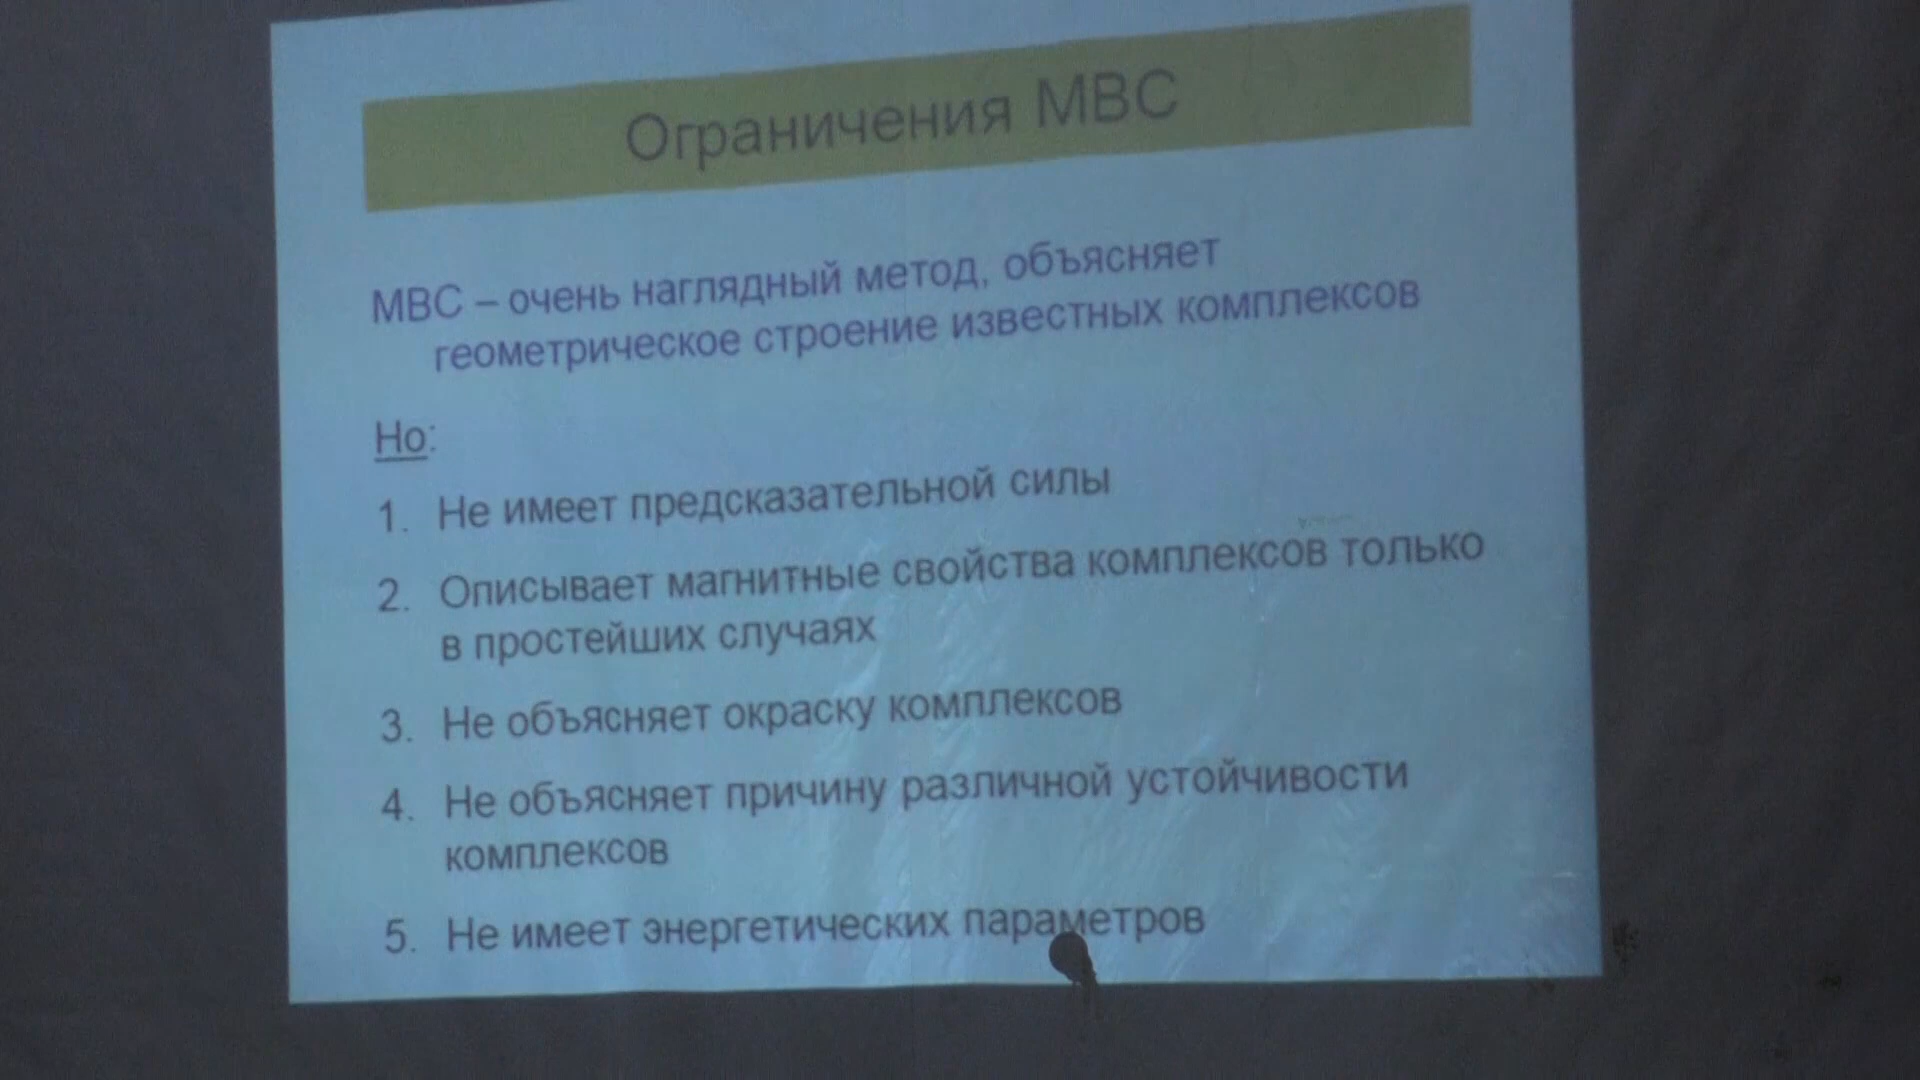 Ограничения МВС
МВС – очень наглядный метод, объясняет
геометрическое строение известных комплексов
Но:
1. Не имеет предсказательной силы
2. Описывает магнитные свойства комплексов только
в простейших случаях
3. Не объясняет окраску комплексов
4. Не объясняет причину различной устойчивости
комплексов
5. Не имеет энергетических параметров